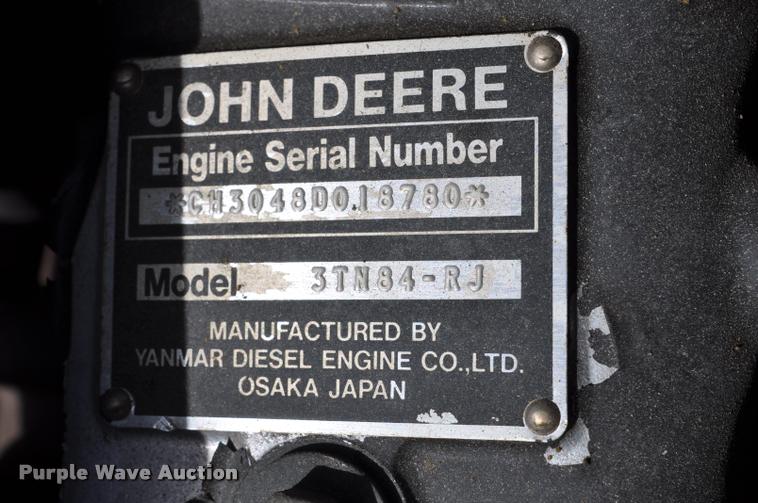 JOHN DEERE
Engine Serial Number
*CH3048D018780*
Model 3TN84-RJ
MANUFACTURED BY
YANMAR DIESEL ENGINE CO.,LTD.
OSAKA JAPAN
Purple Wave Auction